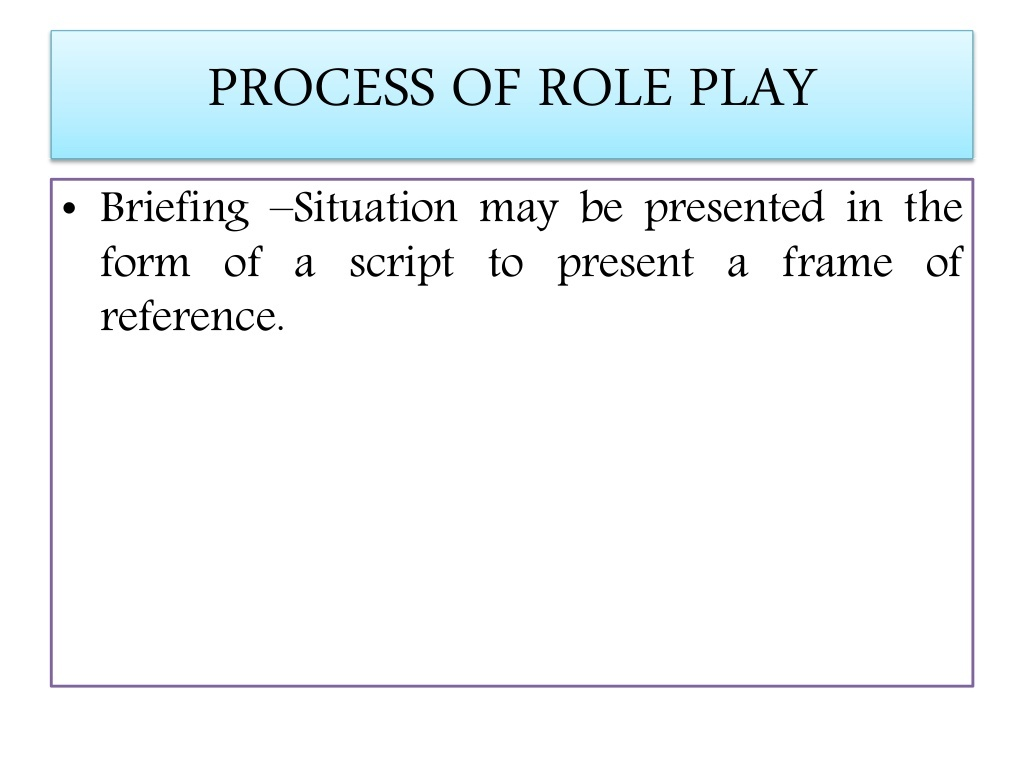 PROCESS OF ROLE PLAY
• Briefing –Situation may be presented in the
form of a script to present a frame of
reference.